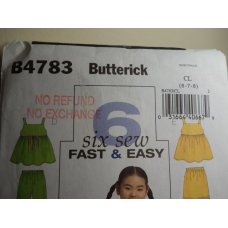 B4783 Butterick
CL
(6-7-8)
NO REFUND
NO EXCHANGE
6
six sew
FAST & EASY
D
E